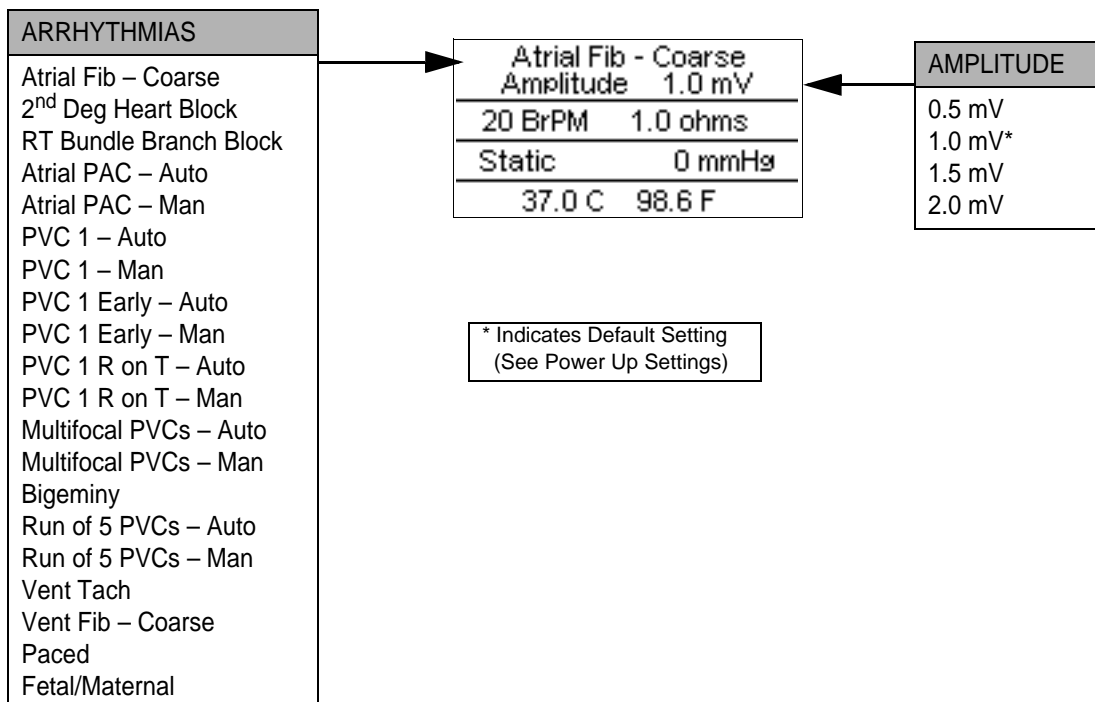 ARRHYTHMIAS
Atrial Fib – Coarse
2nd Deg Heart Block
RT Bundle Branch Block
Atrial PAC – Auto
Atrial PAC – Man
PVC 1 – Auto
PVC 1 – Man
PVC 1 Early – Auto
PVC 1 Early – Man
PVC 1 R on T – Auto
PVC 1 R on T – Man
Multifocal PVCs – Auto
Multifocal PVCs – Man
Bigeminy
Run of 5 PVCs – Auto
Run of 5 PVCs – Man
Vent Tach
Vent Fib – Coarse
Paced
Fetal/Maternal
Atrial Fib - Coarse
Amplitude 1.0 mV
20 BrPM 1.0 ohms
Static 0 mmHg
37.0 C 98.6 F
* Indicates Default Setting
(See Power Up Settings)
AMPLITUDE
0.5 mV
1.0 mV*
1.5 mV
2.0 mV